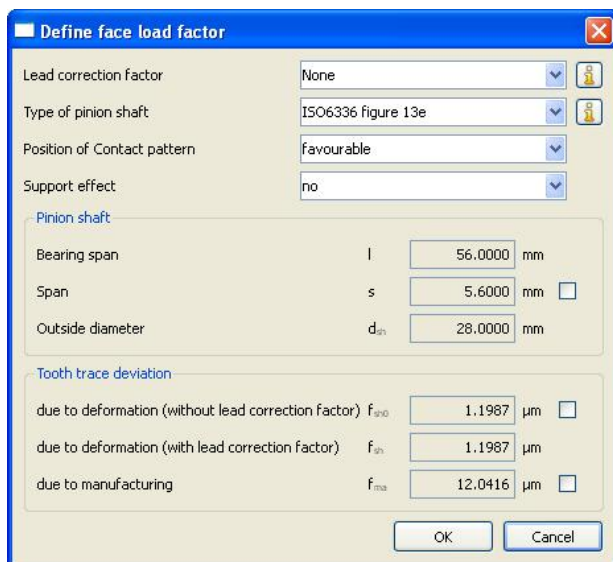 Define face load factor
Lead correction factor None
Type of pinion shaft ISO6336 figure 13e
Position of Contact pattern favourable
Support effect no
Pinion shaft
Bearing span l 56.0000 mm
Span s 5.6000 mm
Outside diameter dsh 28.0000 mm
Tooth trace deviation
due to deformation (without lead correction factor) fsh0 1.1987 μm
due to deformation (with lead correction factor) fsh 1.1987 μm
due to manufacturing fma 12.0416 μm
OK Cancel